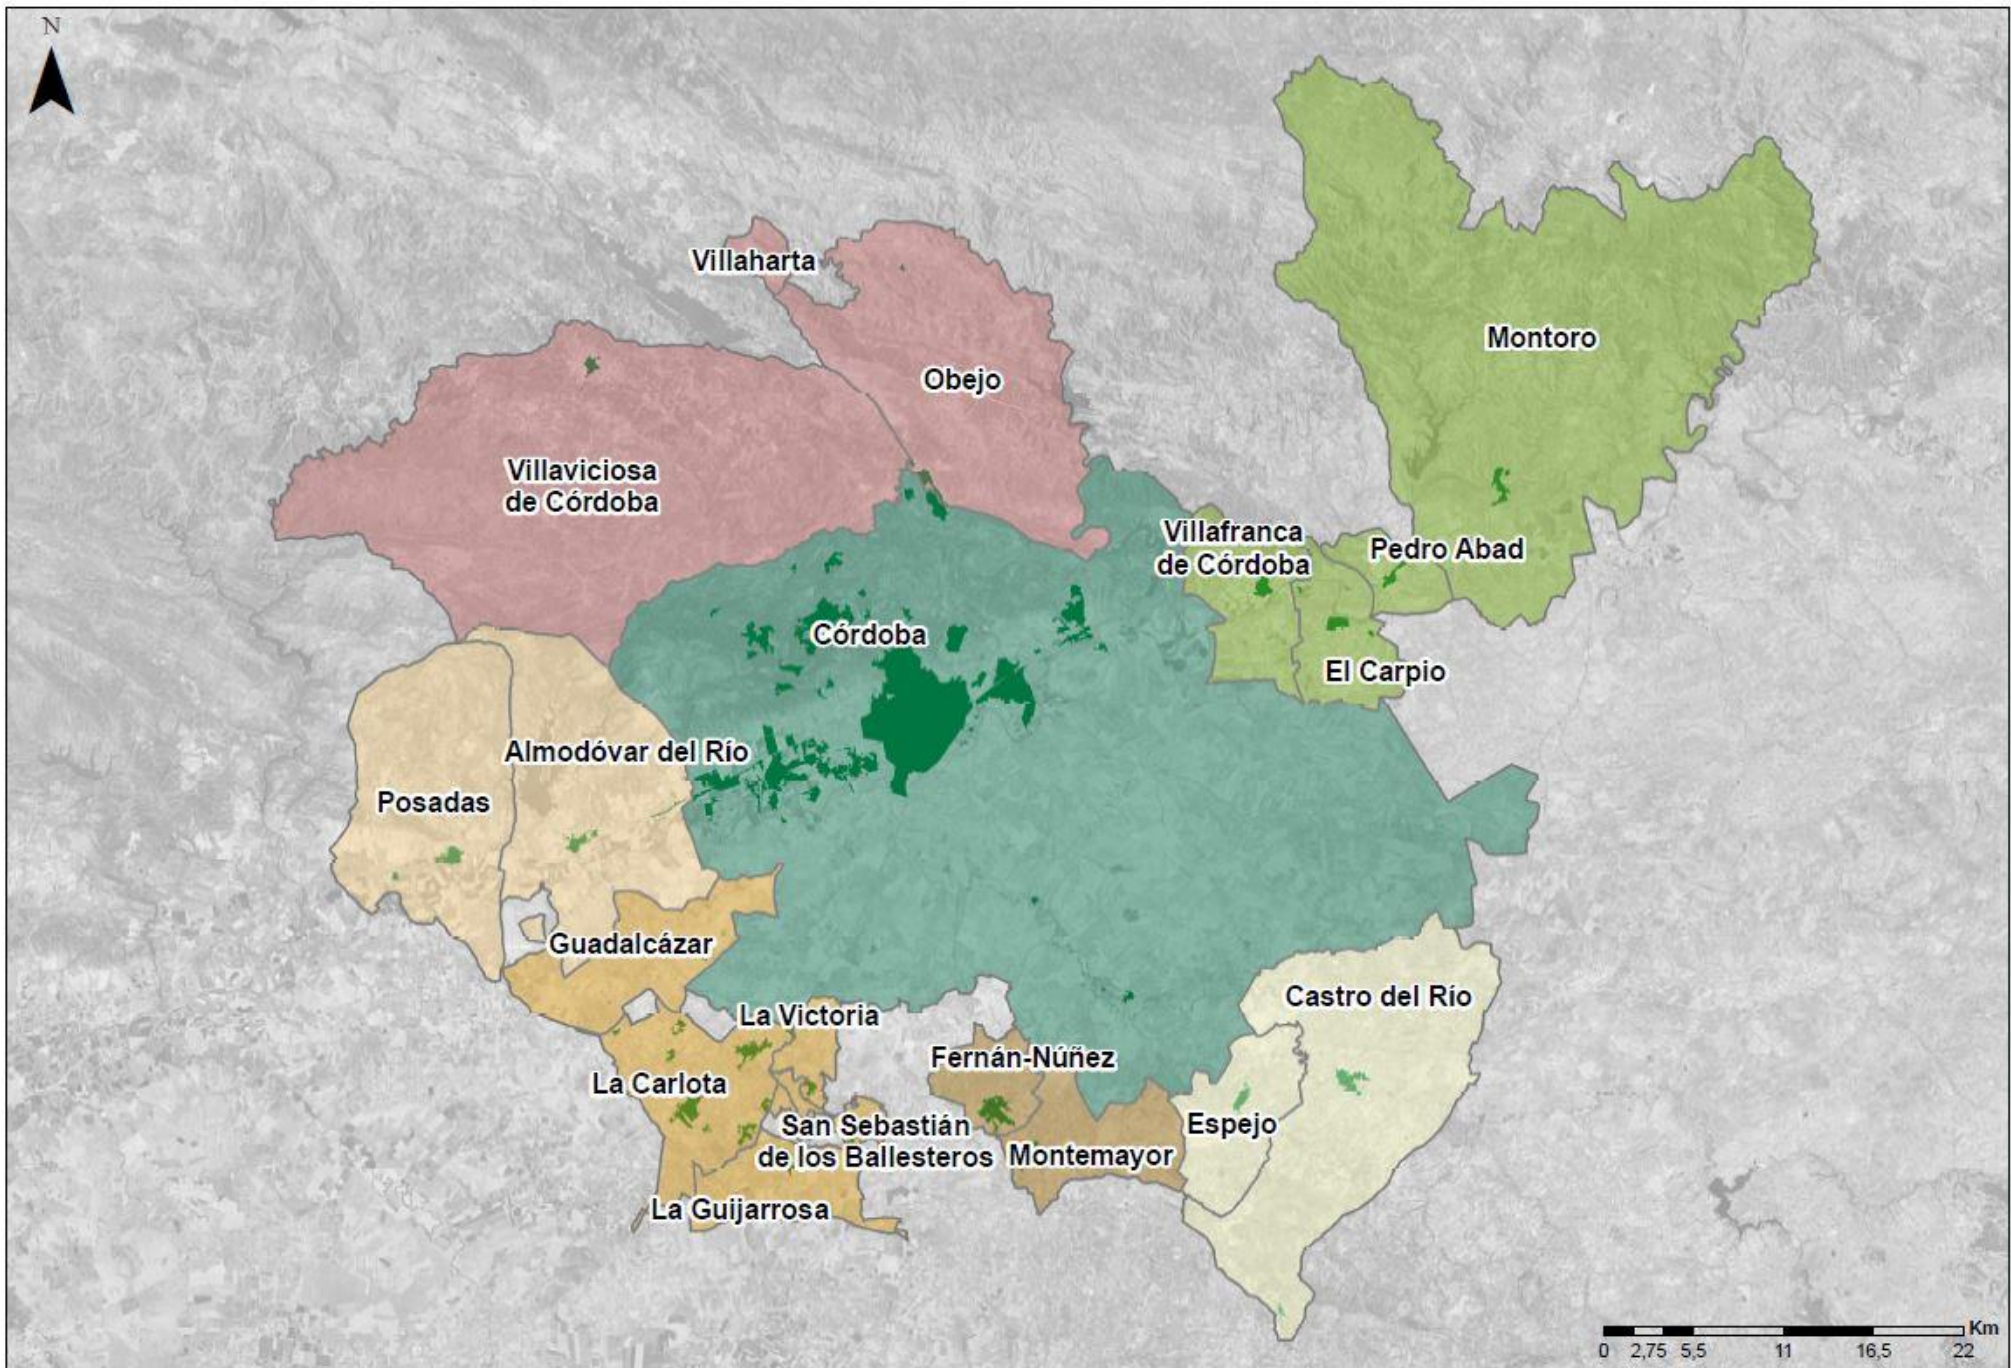 N
Villaharta
Montoro
Obejo
Villaviciosa
de Córdoba
Villafranca
de Córdoba
Pedro Abad
Córdoba
El Carpio
Almodóvar del Río
Posadas
Guadalcázar
Castro del Río
La Victoria
Fernán-Núñez
La Carlota
Espejo
San Sebastián
de los Ballesteros
Montemayor
La Guijarrosa
Km
0 2,75 5,5 11 16,5 22